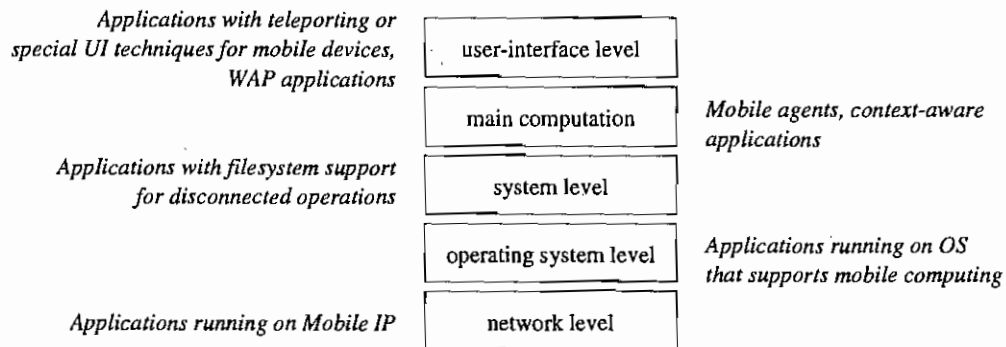 Applications with teleporting or
special UI techniques for mobile devices,
WAP applications
user-interface level
main computation
Mobile agents, context-aware
applications
Applications with filesystem support
for disconnected operations
system level
operating system level
Applications running on OS
that supports mobile computing
Applications running on Mobile IP
network level